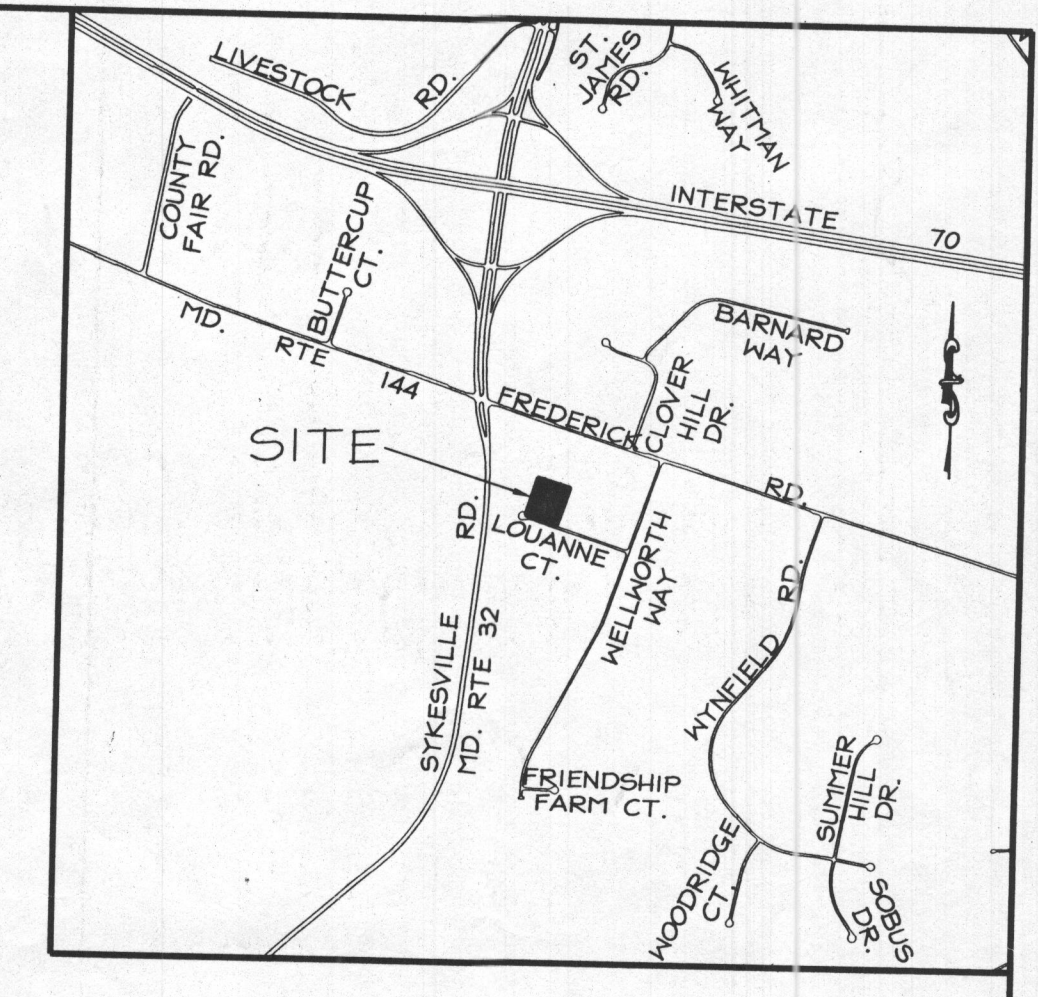 LIVESTOCK
RD.
ST.
JAMES
RD.
WHITMAN
WAY
COUNTY
FAIR RD.
BUTTERCUP
CT.
INTERSTATE
70
MD.
RTE
144
BARNARD
WAY
FREDERICK
CLOVER
HILL
DR.
SITE
RD.
RD.
LOUANNE
CT.
WELLWORTH
WAY
RD.
SYKESVILLE
MD. RTE 32
WYNFIELD
FRIENDSHIP
FARM CT.
SUMMER
HILL
DR.
WOODRIDGE
CT.
SOBUS
DR.